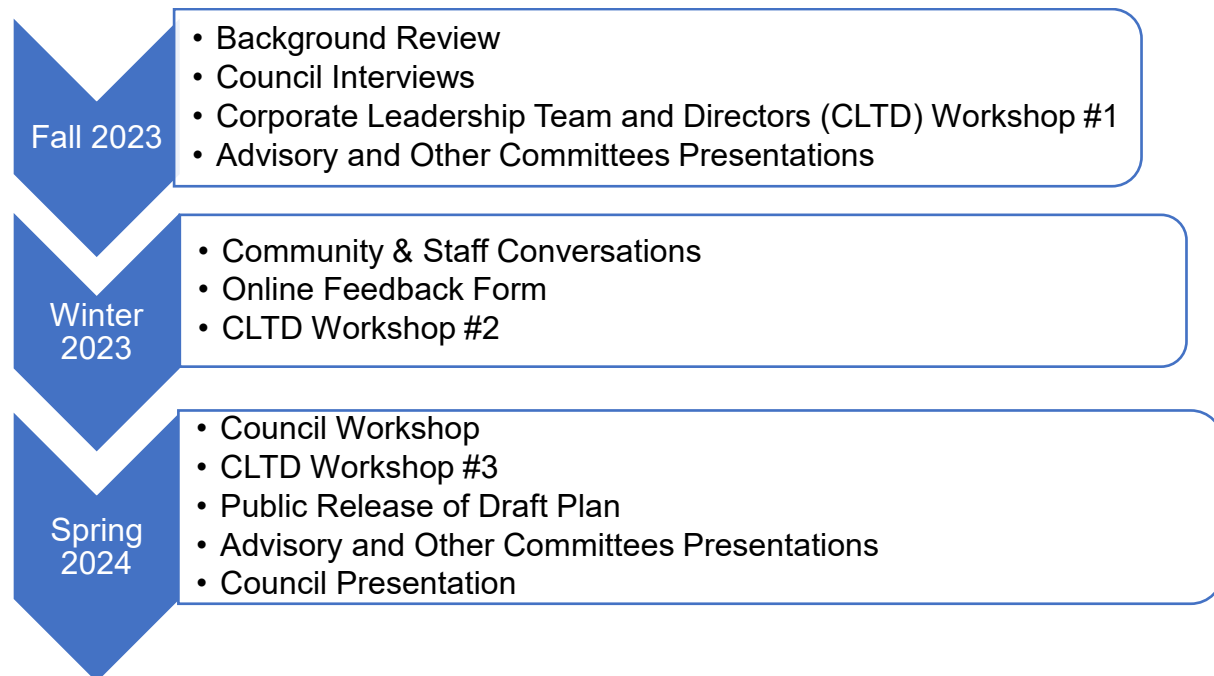 Fall 2023
• Background Review
• Council Interviews
• Corporate Leadership Team and Directors (CLTD) Workshop #1
• Advisory and Other Committees Presentations
Winter
2023
• Community & Staff Conversations
• Online Feedback Form
• CLTD Workshop #2
Spring
2024
• Council Workshop
• CLTD Workshop #3
• Public Release of Draft Plan
• Advisory and Other Committees Presentations
• Council Presentation